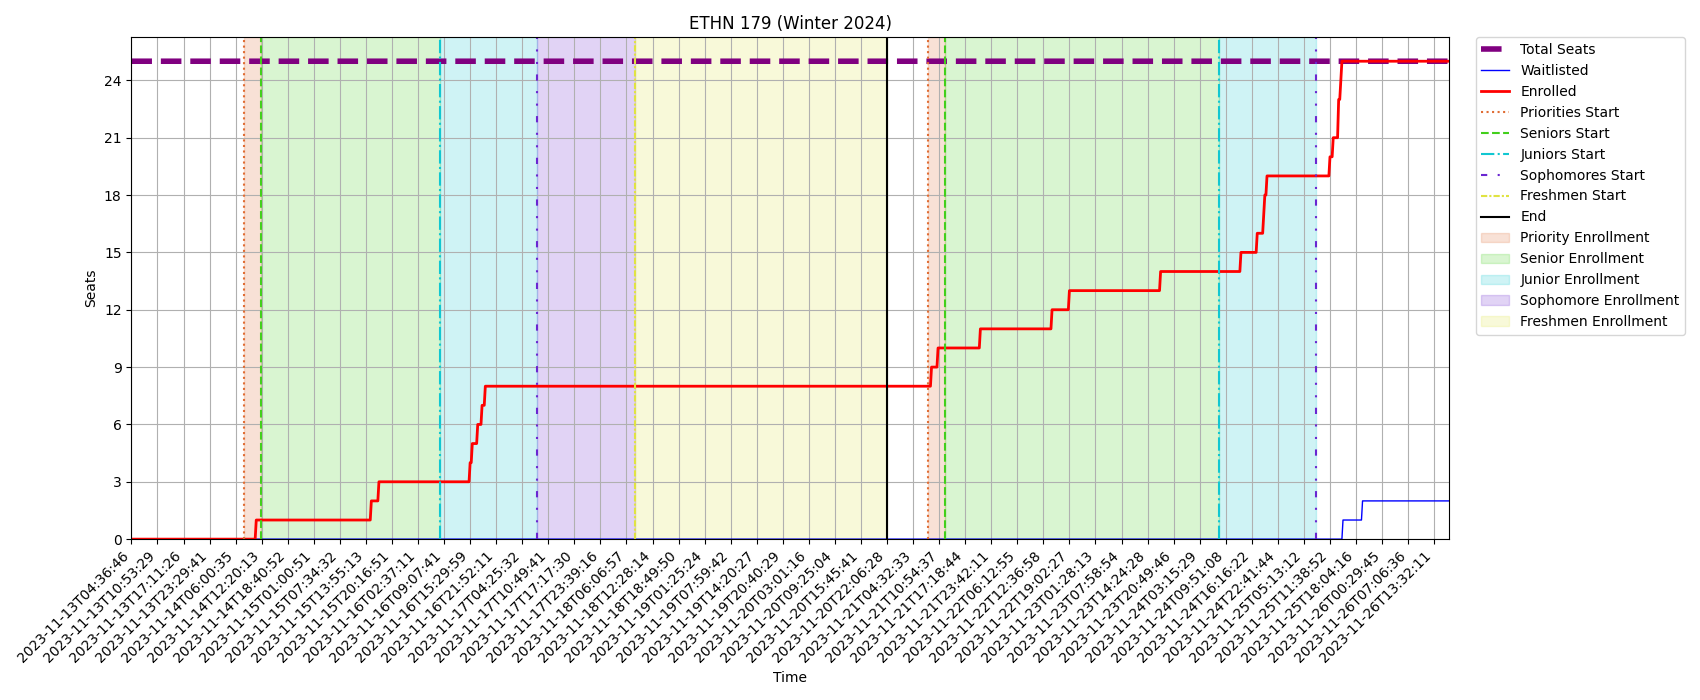 ETHN 179 (Winter 2024)
Total Seats
Waitlisted
Enrolled
Priorities Start
Seniors Start
Juniors Start
Sophomores Start
Freshmen Start
End
Priority Enrollment
Senior Enrollment
Junior Enrollment
Sophomore Enrollment
Freshmen Enrollment
Seats
24
21
18
15
12
9
6
3
0
2023-11-13T04:36:46
2023-11-13T10:53:29
2023-11-13T17:11:26
2023-11-13T23:29:41
2023-11-14T06:00:35
2023-11-14T12:20:13
2023-11-14T18:40:52
2023-11-15T01:00:51
2023-11-15T07:34:32
2023-11-15T13:55:13
2023-11-15T20:16:51
2023-11-16T02:37:11
2023-11-16T09:07:41
2023-11-16T15:29:59
2023-11-16T21:52:11
2023-11-17T04:25:32
2023-11-17T10:49:41
2023-11-17T17:17:30
2023-11-17T23:39:16
2023-11-18T06:06:57
2023-11-18T12:28:14
2023-11-18T18:49:50
2023-11-19T01:25:24
2023-11-19T07:59:42
2023-11-19T14:20:27
2023-11-19T20:40:29
2023-11-20T03:01:16
2023-11-20T09:25:04
2023-11-20T15:45:41
2023-11-20T22:06:28
2023-11-21T04:32:33
2023-11-21T10:54:37
2023-11-21T17:18:44
2023-11-21T23:42:11
2023-11-22T06:12:55
2023-11-22T12:36:58
2023-11-22T19:02:27
2023-11-23T01:28:13
2023-11-23T07:58:54
2023-11-23T14:24:28
2023-11-23T20:49:46
2023-11-24T03:15:29
2023-11-24T09:51:08
2023-11-24T16:16:22
2023-11-24T22:41:44
2023-11-25T05:13:12
2023-11-25T11:38:52
2023-11-25T18:04:16
2023-11-26T00:29:45
2023-11-26T07:06:36
2023-11-26T13:32:11
Time